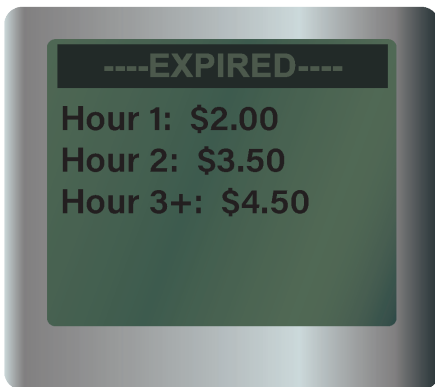 ----EXPIRED----
Hour 1: $2.00
Hour 2: $3.50
Hour 3+: $4.50